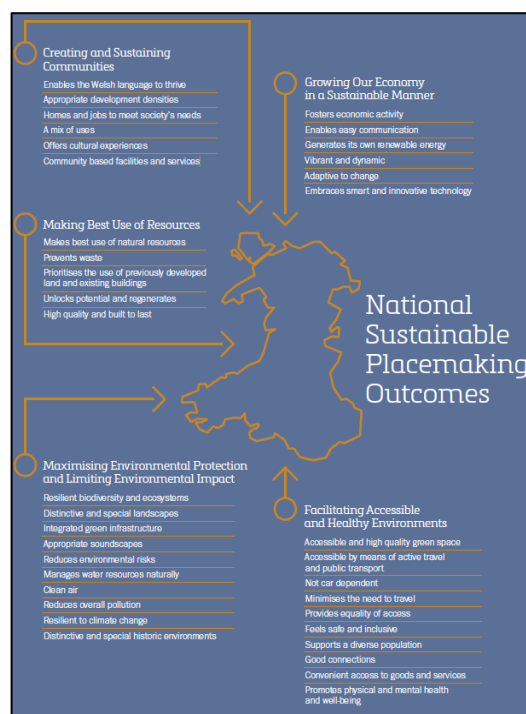 Creating and Sustaining
Communities
Enables the Welsh language to thrive
Appropriate development densities
Homes and jobs to meet society's needs
A mix of uses
Offers cultural experiences
Community based facilities and services
Growing Our Economy
in a Sustainable Manner
Fosters economic activity
Enables easy communication
Generates its own renewable energy
Vibrant and dynamic
Adaptive to change
Embraces smart and innovative technology
Making Best Use of Resources
Makes best use of natural resources
Prevents waste
Prioritises the use of previously developed
land and existing buildings
Unlocks potential and regenerates
High quality and built to last
National
Sustainable
Placemaking
Outcomes
Maximising Environmental Protection
and Limiting Environmental Impact
Resilient biodiversity and ecosystems
Distinctive and special landscapes
Integrated green infrastructure
Appropriate soundscapes
Reduces environmental risks
Manages water resources naturally
Clean air
Reduces overall pollution
Resilient to climate change
Distinctive and special historic environments
Facilitating Accessible
and Healthy Environments
Accessible and high quality green space
Accessible by means of active travel
and public transport
Not car dependent
Minimises the need to travel
Provides equality of access
Feels safe and inclusive
Supports a diverse population
Good connections
Convenient access to goods and services
Promotes physical and mental health
and well-being